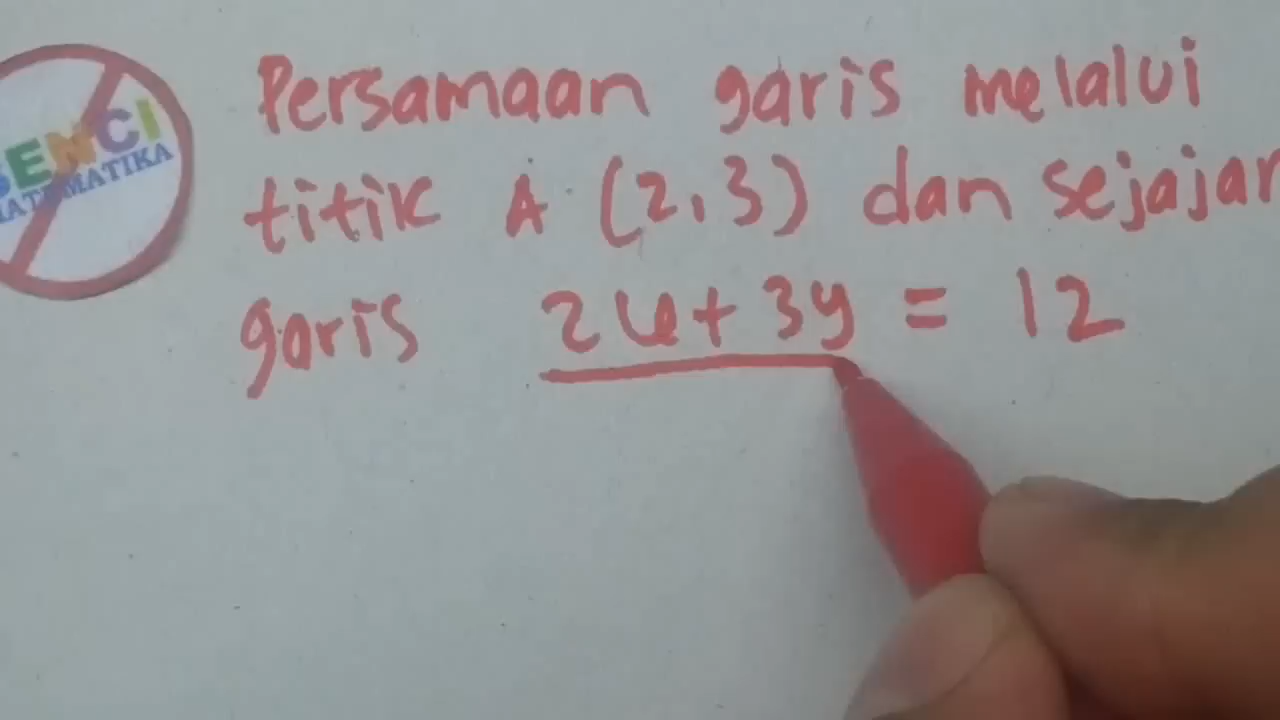 BENCI
MATEMATIKA
Persamaan garis melalui
titik A (2,3) dan sejajar
garis 2x + 3y = 12